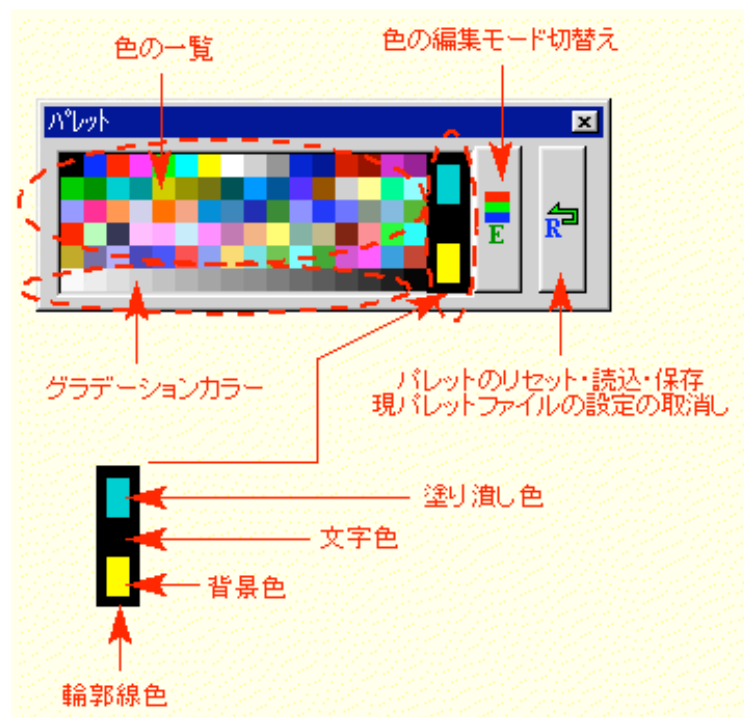 色の一覧
色の編集モード切替え
パレット
E
R
グラデーションカラー
パレットのリセット・読込・保存
現パレットファイルの設定の取消し
塗り潰し色
文字色
背景色
輪郭線色